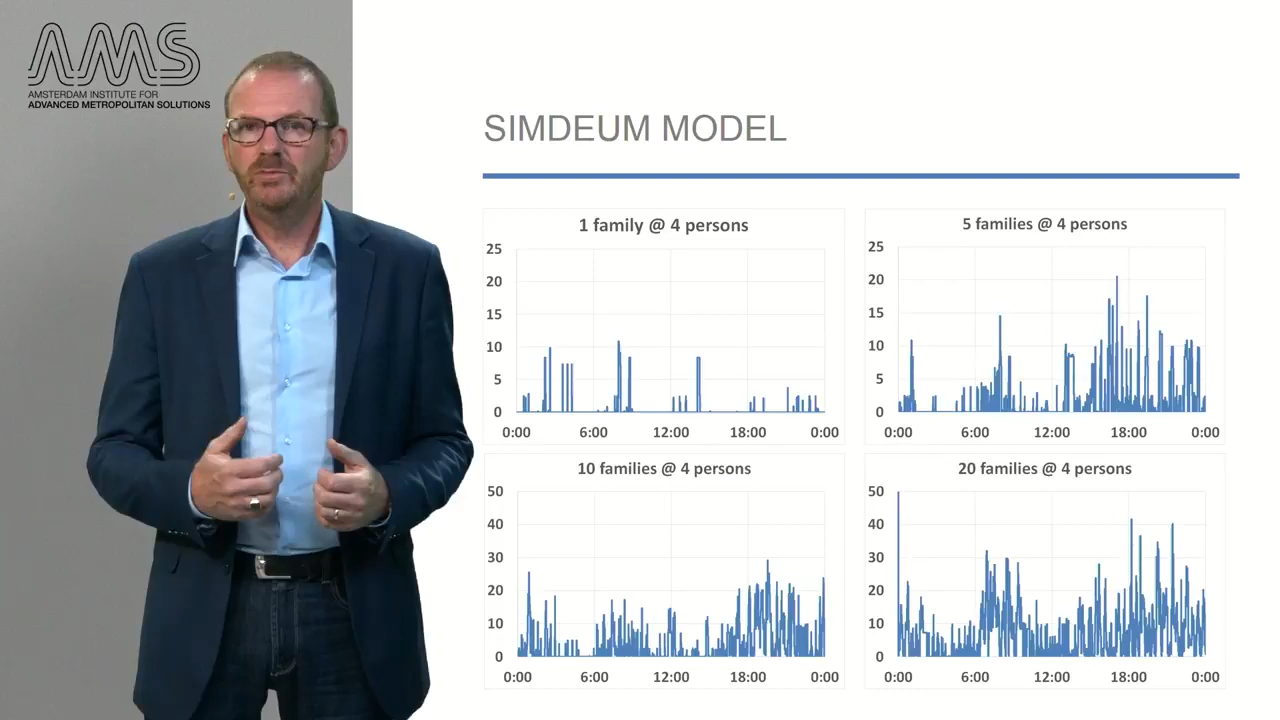 AMS
AMSTERDAM INSTITUTE FOR
ADVANCED METROPOLITAN SOLUTIONS
SIMDEUM MODEL
1 family @ 4 persons
25
20
15
10
5
0
0:00 6:00 12:00 18:00 0:00
5 families @ 4 persons
25
20
15
10
5
0
0:00 6:00 12:00 18:00 0:00
10 families @ 4 persons
50
40
30
20
10
0
0:00 6:00 12:00 18:00 0:00
20 families @ 4 persons
50
40
30
20
10
0
0:00 6:00 12:00 18:00 0:00